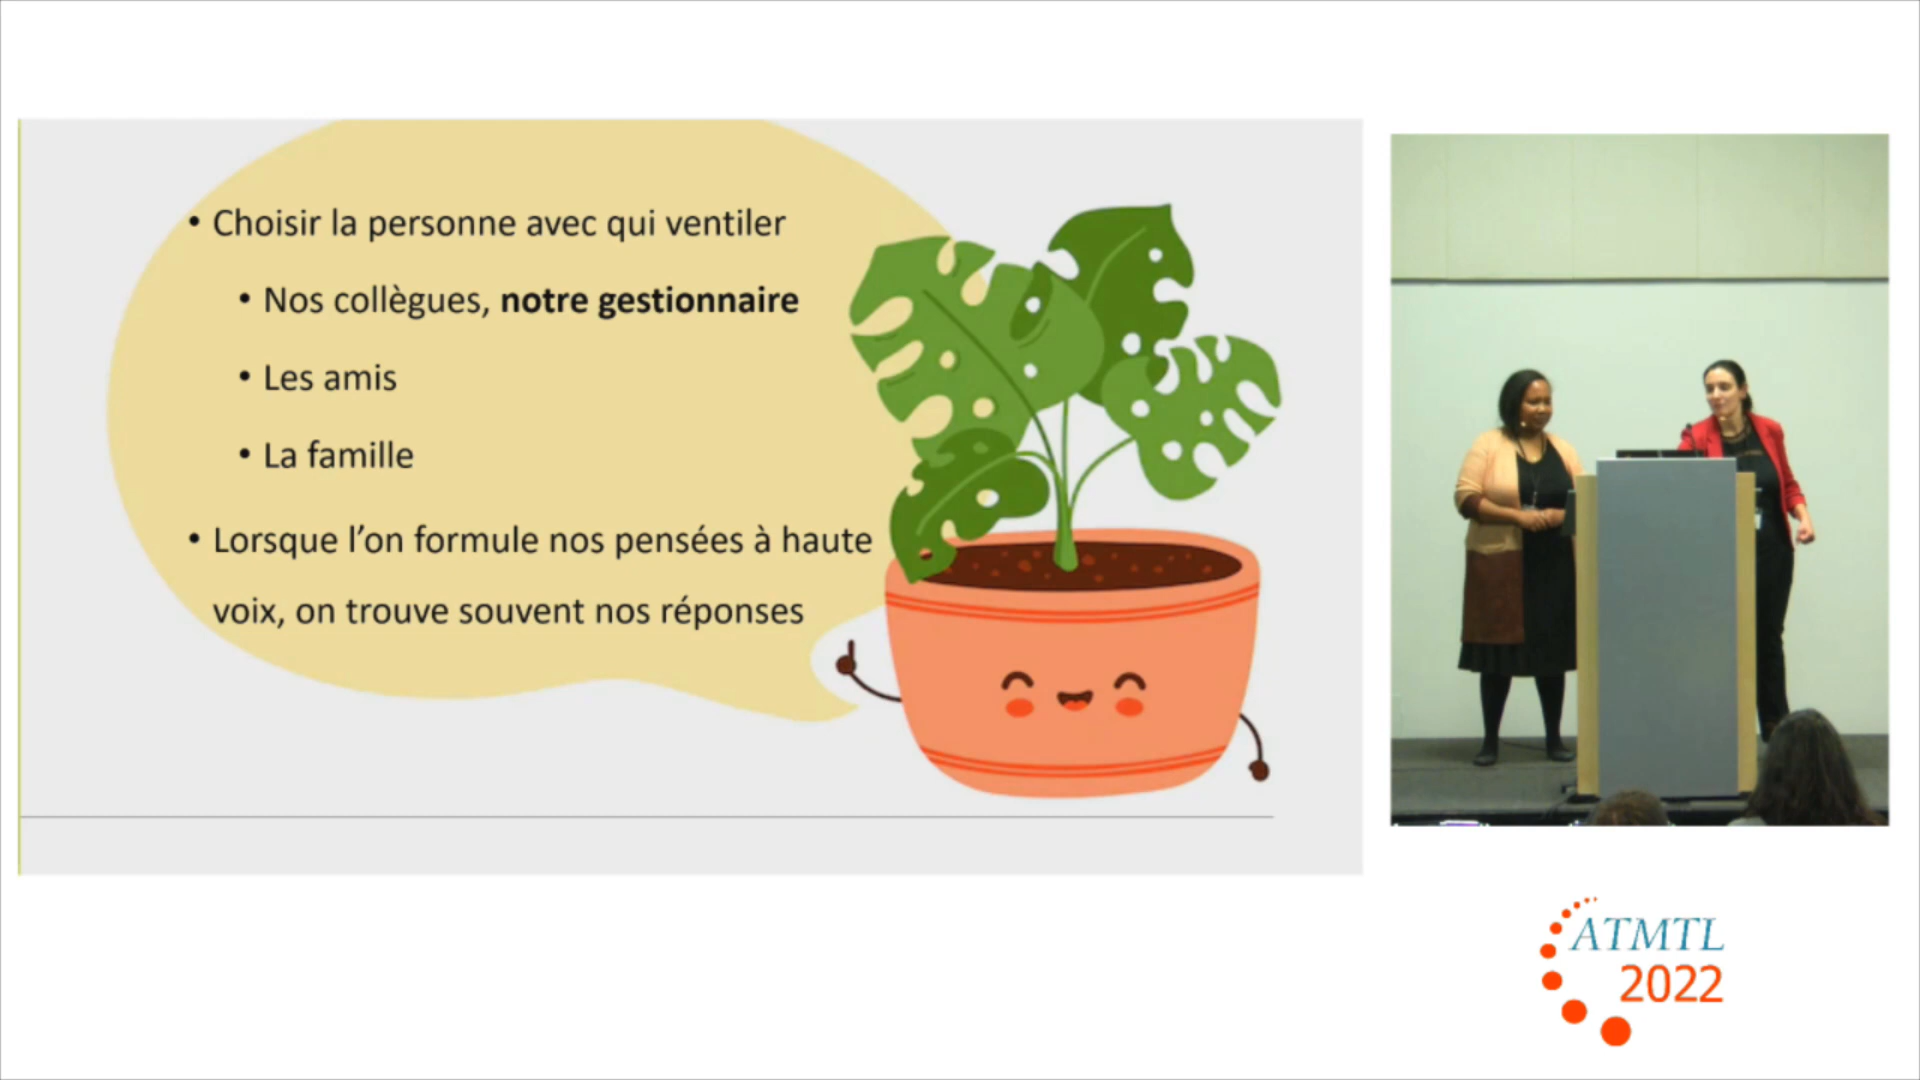 • Choisir la personne avec qui ventiler
• Nos collègues, notre gestionnaire
• Les amis
• La famille
• Lorsque l’on formule nos pensées à haute
voix, on trouve souvent nos réponses
ATMTL
2022